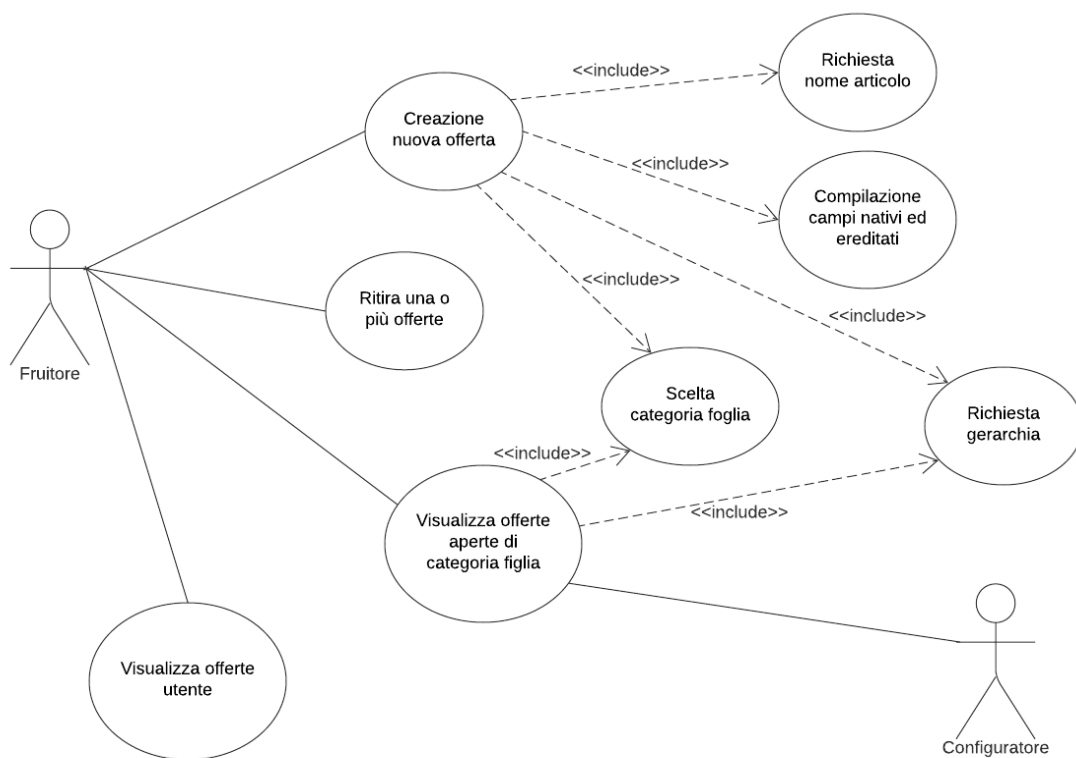 Richiesta
nome articolo
<<include>>
Creazione
nuova offerta
<<include>>
Compilazione
campi nativi ed
ereditati
<<include>>
Ritira una o
più offerte
<<include>>
Fruitore
Scelta
categoria foglia
Richiesta
gerarchia
<<include>>
<<include>>
Visualizza offerte
aperte di
categoria figlia
Visualizza offerte
utente
Configuratore